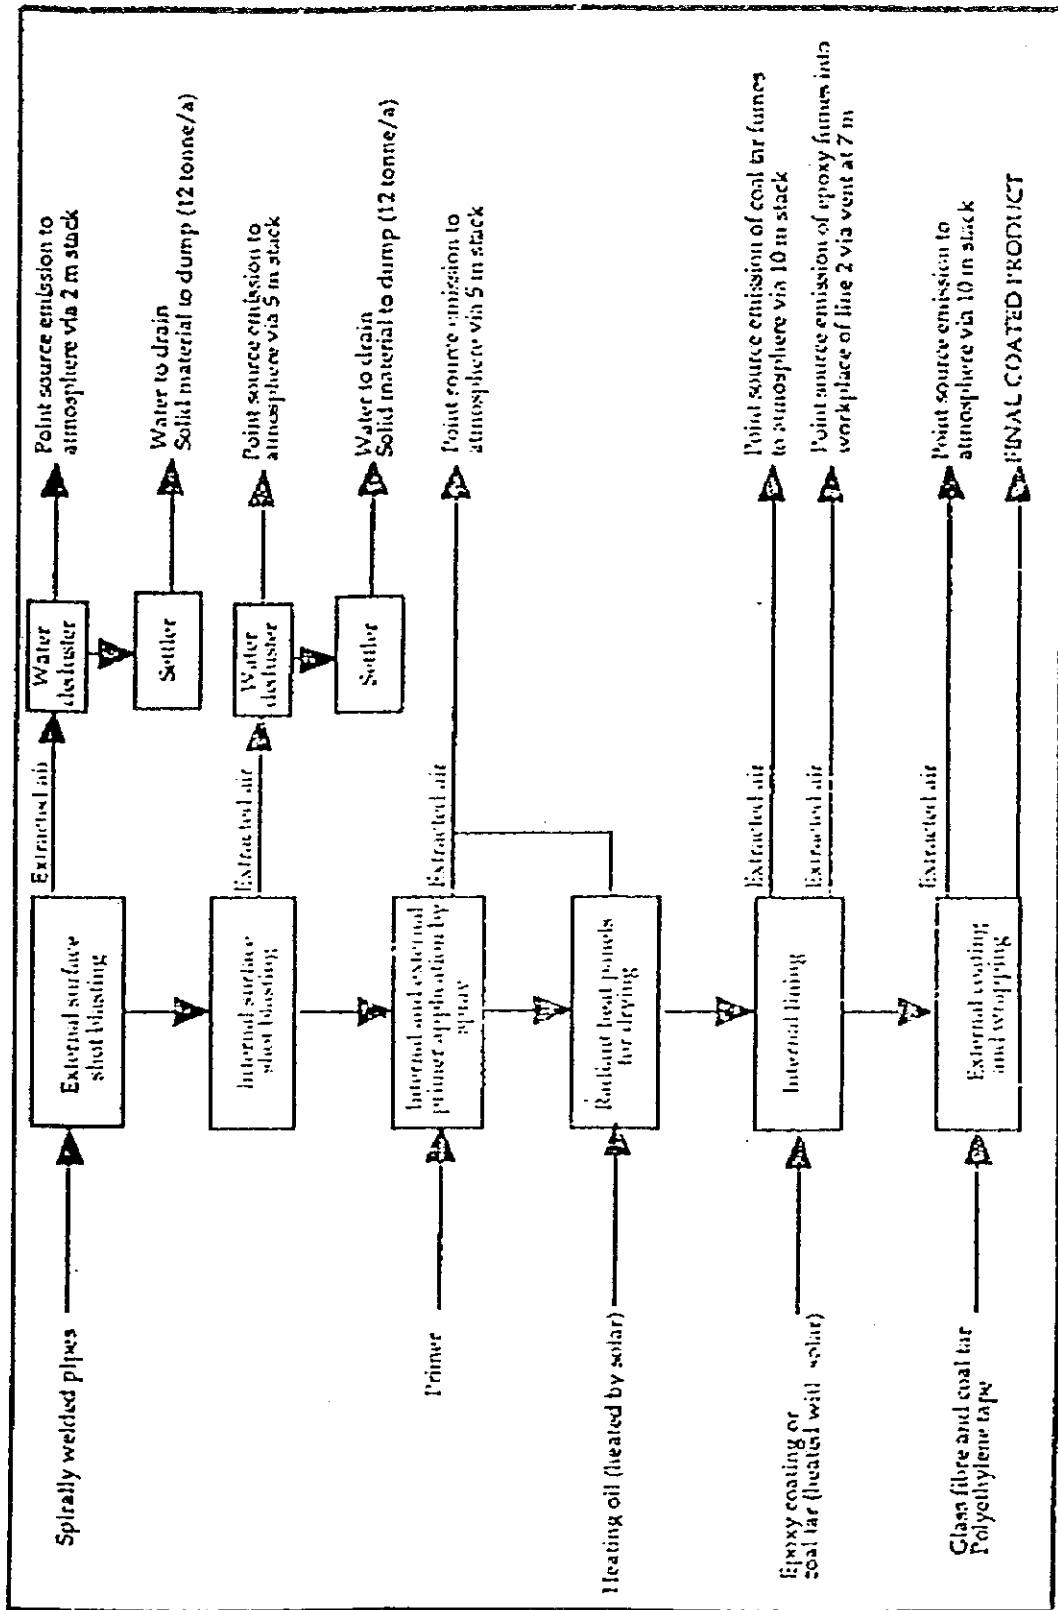 Spirally welded pipes
External surface
shot blasting
Extracted air
Water
deduster
Point source emission to
atmosphere via 2 m stack
Settler
Water to drain
Solid material to dump (12 tonne/a)
Internal surface
shot blasting
Extracted air
Water
deduster
Point source emission to
atmosphere via 5 m stack
Settler
Water to drain
Solid material to dump (12 tonne/a)
Primer
Internal and external
primer application by
spray
Extracted air
Point source emission to
atmosphere via 5 m stack
Heating oil (heated by solar)
Radiant heat panels
for drying
Epoxy coating or
coal tar (heated with solar)
Internal lining
Extracted air
Point source emission of coal tar fumes
to atmosphere via 10 m stack
Extracted air
Point source emission of epoxy fumes into
workplace of line 2 via vent at 7 m
Glass fibre and coal tar
Polyethylene tape
External coating
and wrapping
Extracted air
Point source emission to
atmosphere via 10 m stack
FINAL COATED PRODUCT